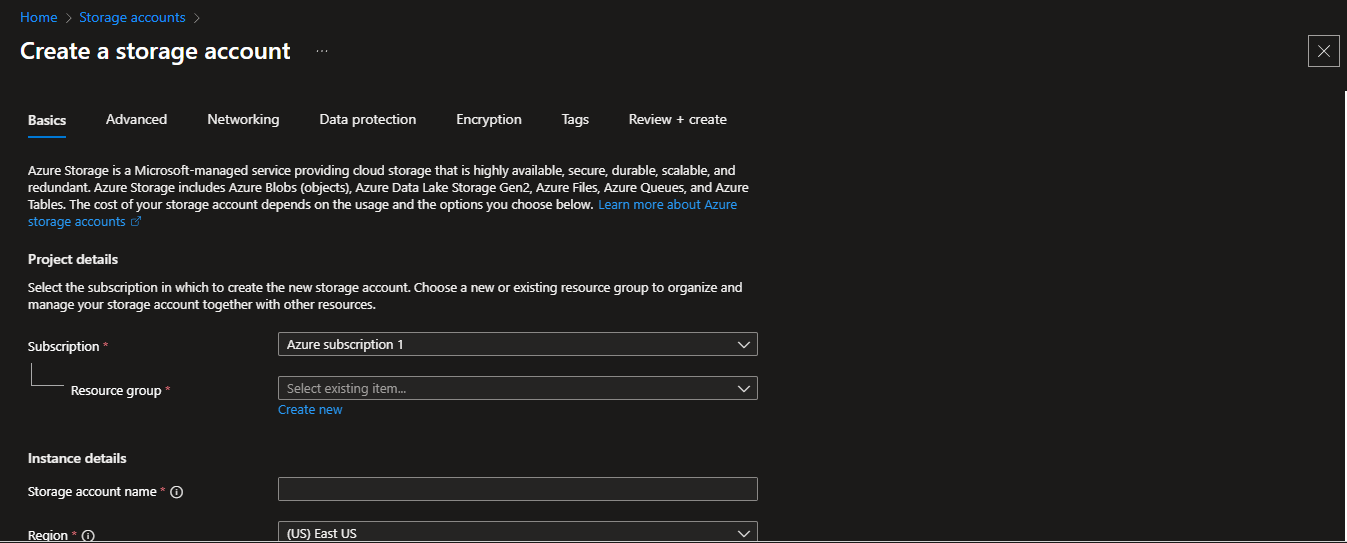 Home > Storage accounts >
Create a storage account ...
Basics Advanced Networking Data protection Encryption Tags Review + create
Azure Storage is a Microsoft-managed service providing cloud storage that is highly available, secure, durable, scalable, and
redundant. Azure Storage includes Azure Blobs (objects), Azure Data Lake Storage Gen2, Azure Files, Azure Queues, and Azure
Tables. The cost of your storage account depends on the usage and the options you choose below. Learn more about Azure
storage accounts
Project details
Select the subscription in which to create the new storage account. Choose a new or existing resource group to organize and
manage your storage account together with other resources.
Subscription * Azure subscription 1
Resource group * Select existing item...
Create new
Instance details
Storage account name *
Region * (US) East US